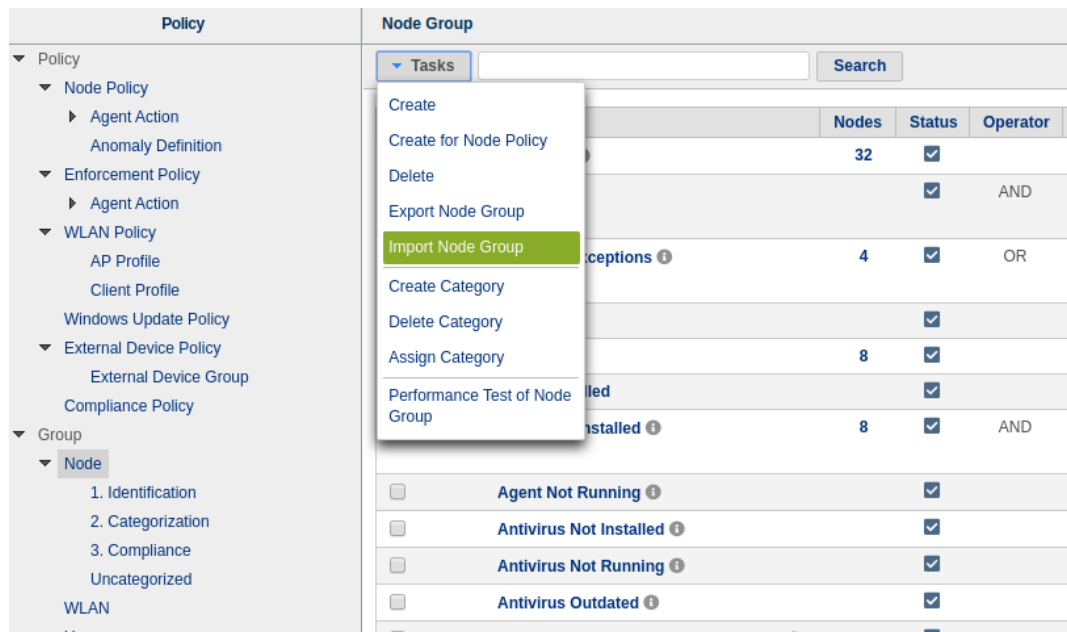 Policy
Policy
Node Policy
Agent Action
Anomaly Definition
Enforcement Policy
Agent Action
WLAN Policy
AP Profile
Client Profile
Windows Update Policy
External Device Policy
External Device Group
Compliance Policy
Group
Node
1. Identification
2. Categorization
3. Compliance
Uncategorized
WLAN
Node Group
Tasks
Search
Create
Create for Node Policy
Delete
Export Node Group
Import Node Group
Create Category
Delete Category
Assign Category
Performance Test of Node
Group
Nodes Status Operator
32
AND
4 OR
8
8 AND
Agent Not Running
Antivirus Not Installed
Antivirus Not Running
Antivirus Outdated